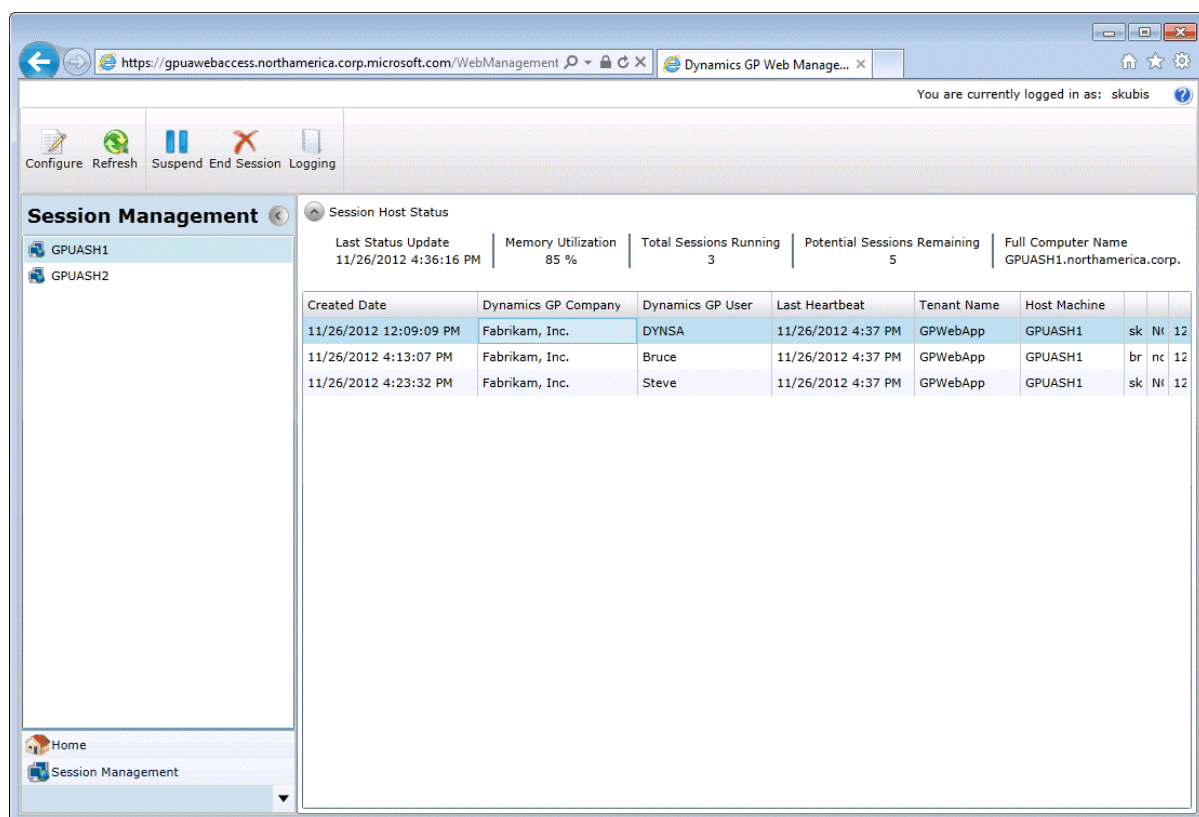 https://gpuawebaccess.northamerica.corp.microsoft.com/WebManagement
Dynamics GP Web Manage...
You are currently logged in as: skubis
Configure Refresh Suspend End Session Logging
Session Management
GPUASH1
GPUASH2
Home
Session Management
Session Host Status
Last Status Update Memory Utilization Total Sessions Running Potential Sessions Remaining Full Computer Name
11/26/2012 4:36:16 PM 85 % 3 5 GPUASH1.northamerica.corp.
Created Date Dynamics GP Company Dynamics GP User Last Heartbeat Tenant Name Host Machine
11/26/2012 12:09:09 PM Fabrikam, Inc. DYNSA 11/26/2012 4:37 PM GPWebApp GPUASH1 sk 12
11/26/2012 4:13:07 PM Fabrikam, Inc. Bruce 11/26/2012 4:37 PM GPWebApp GPUASH1 br 12
11/26/2012 4:23:32 PM Fabrikam, Inc. Steve 11/26/2012 4:37 PM GPWebApp GPUASH1 sk 12